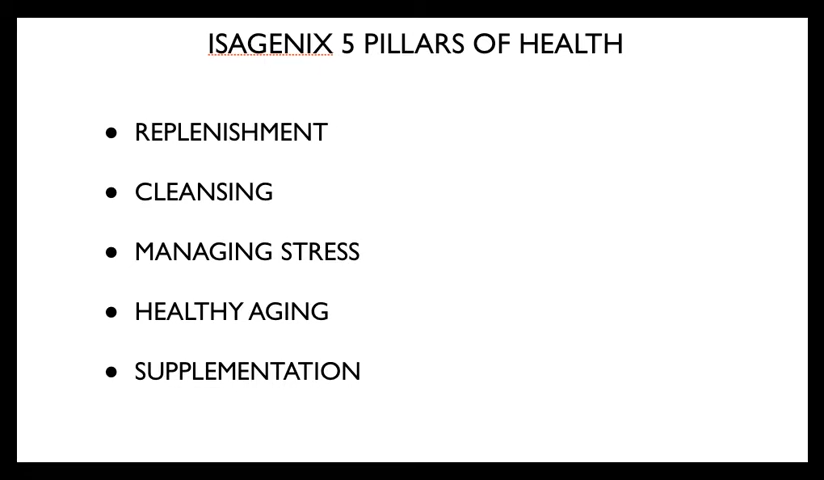 ISAGENIX 5 PILLARS OF HEALTH
● REPLENISHMENT
● CLEANSING
● MANAGING STRESS
● HEALTHY AGING
● SUPPLEMENTATION